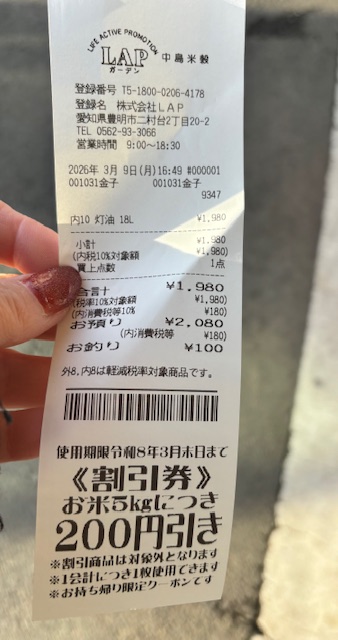 LIFE ACTIVE PROMOTION
LAP
ガーデン
中島米穀
登録番号 T5-1800-0206-4178
登録名 株式会社LAP
愛知県豊明市二村台2丁目20-2
TEL 0562-93-3066
営業時間 9:00~18:30
2026年 3月 9日(月)16:49 #000001
001031金子 001031金子
9347
内10 灯油 18L ¥1,980
小計 ¥1,980
(内税10%対象額 ¥1,980)
買上点数 1点
合計 ¥1,980
(税率10%対象額 ¥1,980)
(内消費税等10% ¥180)
お預り ¥2,080
(内消費税等 ¥180)
お釣り ¥100
外8,内8は軽減税率対象商品です。
使用期限令和8年3月末日まで
《割引券》
お米5kgにつき
200円引き
※割引商品は対象外となります
※1会計につき1枚使用できます
※お持ち帰り限定クーポンです